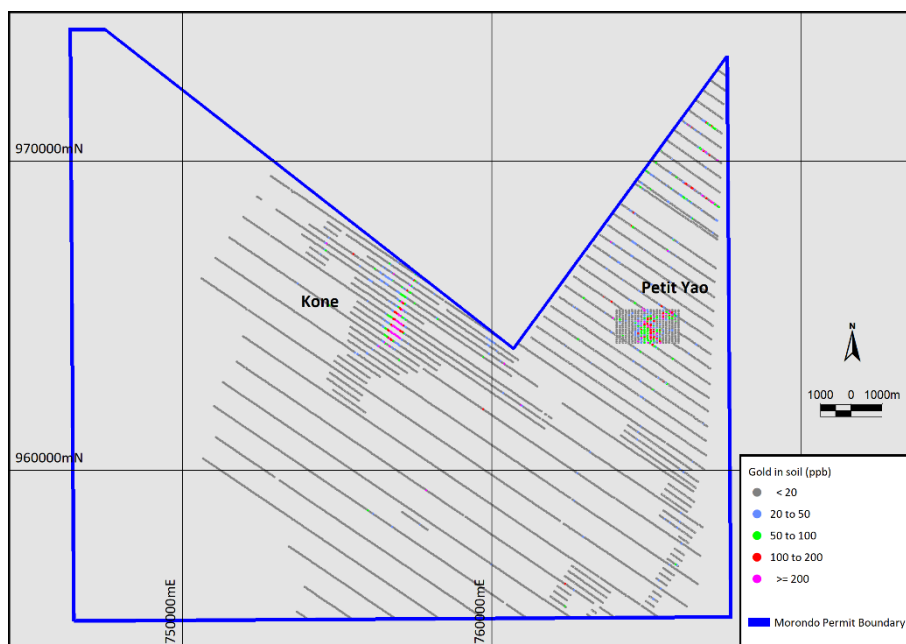 970000mN
Petit Yao
Kone
N
1000 0 1000m
960000mN
Gold in soil (ppb)
< 20
20 to 50
50 to 100
100 to 200
>= 200
Morondo Permit Boundary
750000mE
760000mE